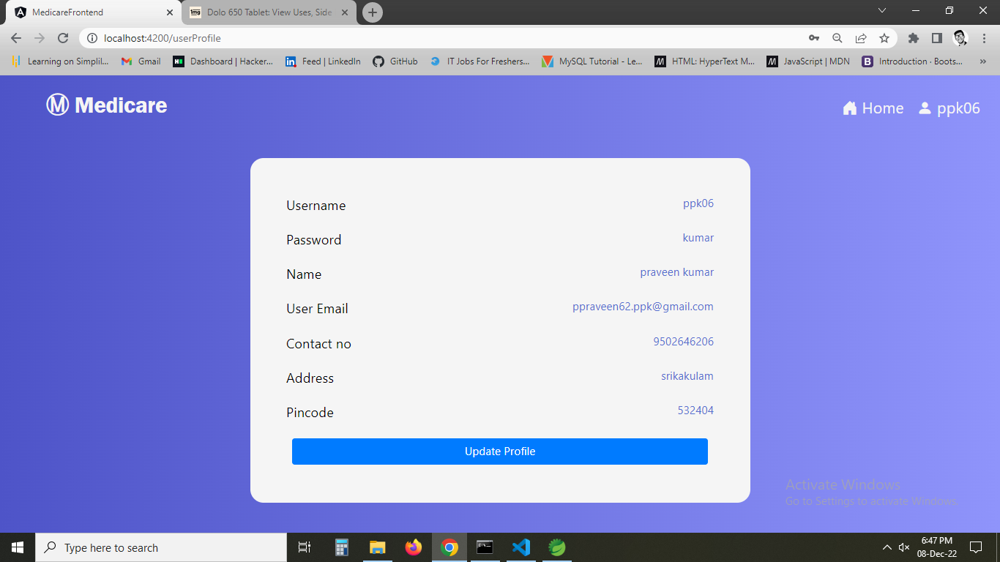 MedicareFrontend
1mg Dolo 650 Tablet: View Uses, Side
localhost:4200/userProfile
Learning on Simplil... Gmail Dashboard | Hacker... Feed | LinkedIn GitHub IT Jobs For Freshers... MySQL Tutorial - Le... HTML: HyperText M... JavaScript | MDN Introduction · Boots...
M Medicare
Home ppk06
Username ppk06
Password kumar
Name praveen kumar
User Email ppraveen62.ppk@gmail.com
Contact no 9502646206
Address srikakulam
Pincode 532404
Update Profile
Activate Windows
Go to Settings to activate Windows.
Type here to search
6:47 PM
08-Dec-22